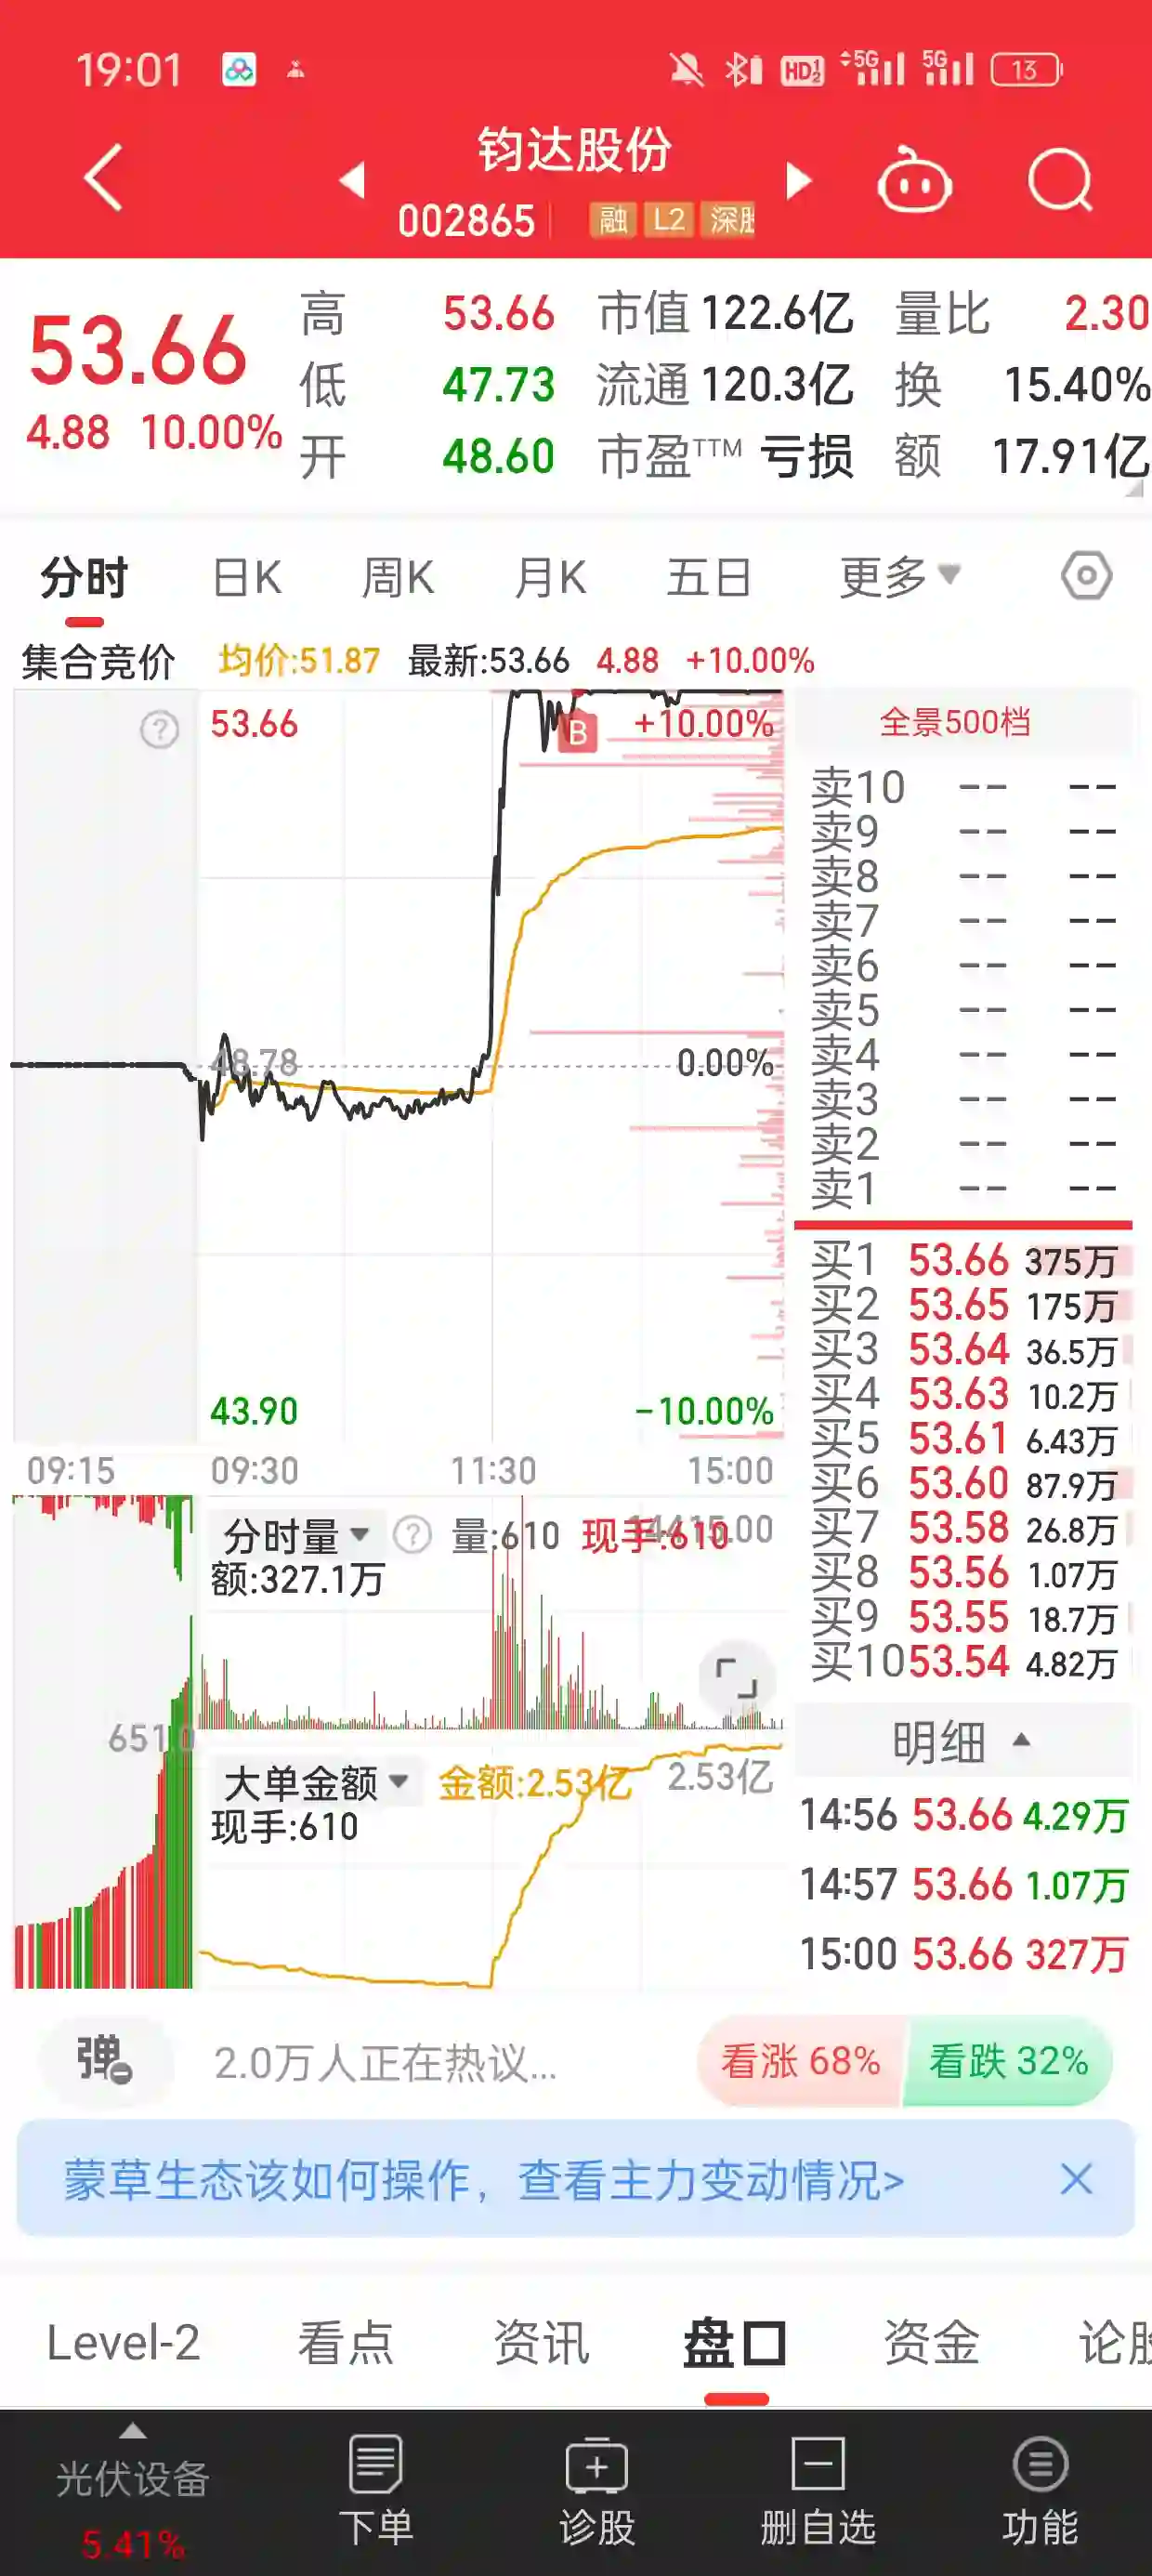 19:01
HD 1 2
5G
5G
13
钧达股份
002865
融 L2
53.66
4.88 10.00%
高 53.66 市值 122.6亿 量比 2.30
低 47.73 流通 120.3亿 换 15.40%
开 48.60 市盈TTM 亏损 额 17.91亿
分时 日K 周K 月K 五日 更多
集合竞价 均价:51.87 最新:53.66 4.88 +10.00%
53.66 +10.00%
B
48.78 0.00%
43.90 -10.00%
09:15 09:30 11:30 15:00
全景500档
卖10 -- --
卖9 -- --
卖8 -- --
卖7 -- --
卖6 -- --
卖5 -- --
卖4 -- --
卖3 -- --
卖2 -- --
卖1 -- --
买1 53.66 375万
买2 53.65 175万
买3 53.64 36.5万
买4 53.63 10.2万
买5 53.61 6.43万
买6 53.60 87.9万
买7 53.58 26.8万
买8 53.56 1.07万
买9 53.55 18.7万
买10 53.54 4.82万
分时量 ? 量:610 现手:610 14415.00
额:327.1万
651.0
大单金额 金额:2.53亿 2.53亿
现手:610
明细
14:56 53.66 4.29万
14:57 53.66 1.07万
15:00 53.66 327万
弹 2.0万人正在热议... 看涨 68% 看跌 32%
蒙草生态该如何操作，查看主力变动情况>
Level-2 看点 资讯 盘口 资金
光伏设备
5.41%
下单 诊股 删自选 功能